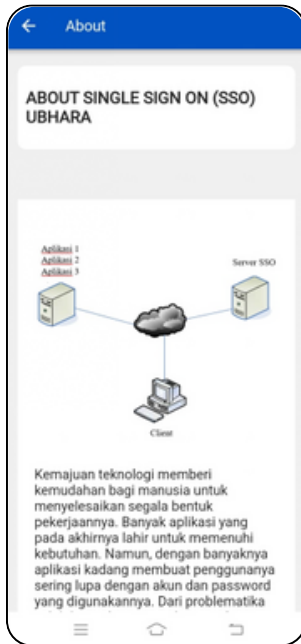 About
ABOUT SINGLE SIGN ON (SSO)
UBHARA
Aplikasi 1
Aplikasi 2
Aplikasi 3
Server SSO
Client
Kemajuan teknologi memberi
kemudahan bagi manusia untuk
menyelesaikan segala bentuk
pekerjaannya. Banyak aplikasi yang
pada akhirnya lahir untuk memenuhi
kebutuhan. Namun, dengan banyaknya
aplikasi kadang membuat penggunanya
sering lupa dengan akun dan password
yang digunakannya. Dari problematika